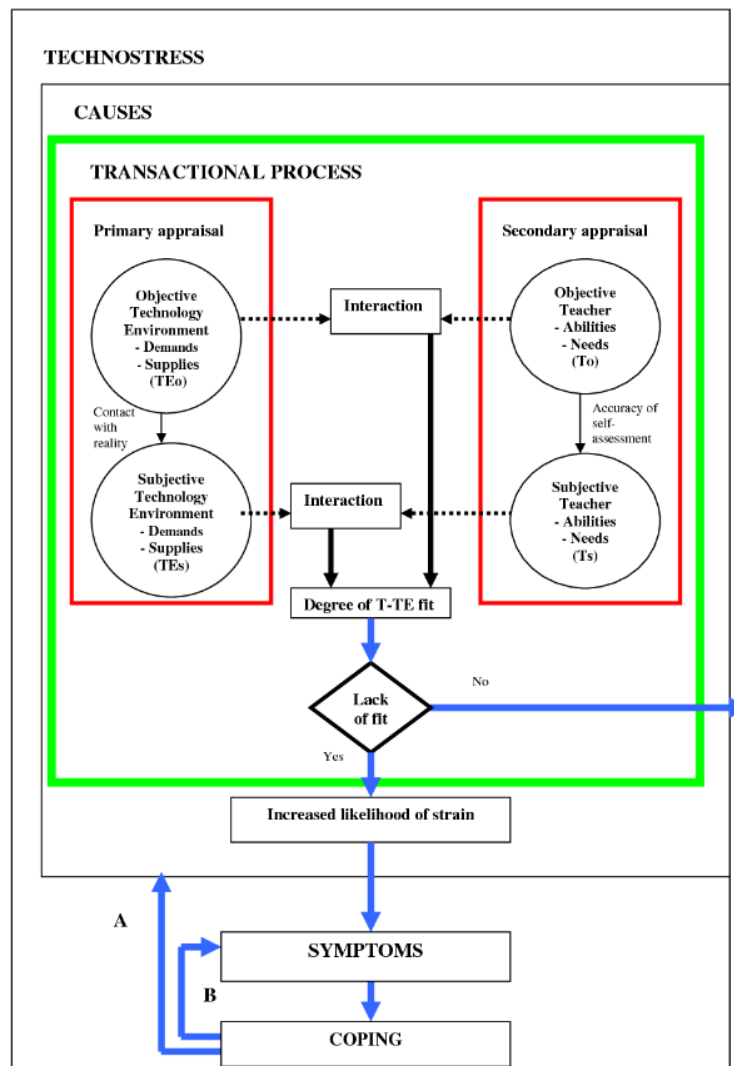 TECHNOSTRESS
CAUSES
TRANSACTIONAL PROCESS
Primary appraisal
Objective
Technology
Environment
- Demands
- Supplies
(TEo)
Contact
with
reality
Subjective
Technology
Environment
- Demands
- Supplies
(TEs)
Interaction
Interaction
Secondary appraisal
Objective
Teacher
- Abilities
- Needs
(To)
Accuracy of
self-
assessment
Subjective
Teacher
- Abilities
- Needs
(Ts)
Degree of T-TE fit
Lack
of fit
No
Yes
Increased likelihood of strain
A
SYMPTOMS
B
COPING